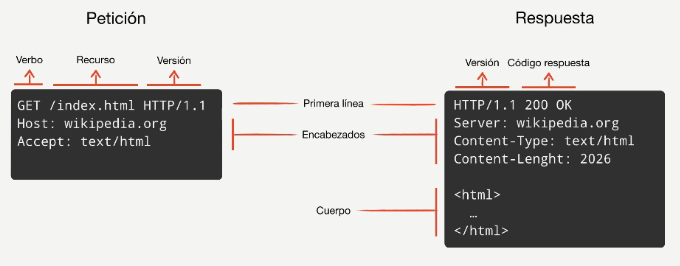 Petición
Respuesta
Verbo
Recurso
Versión
Versión
Código respuesta
GET /index.html HTTP/1.1
Host: wikipedia.org
Accept: text/html
Primera línea
Encabezados
Cuerpo
HTTP/1.1 200 OK
Server: wikipedia.org
Content-Type: text/html
Content-Lenght: 2026
<html>
…
</html>